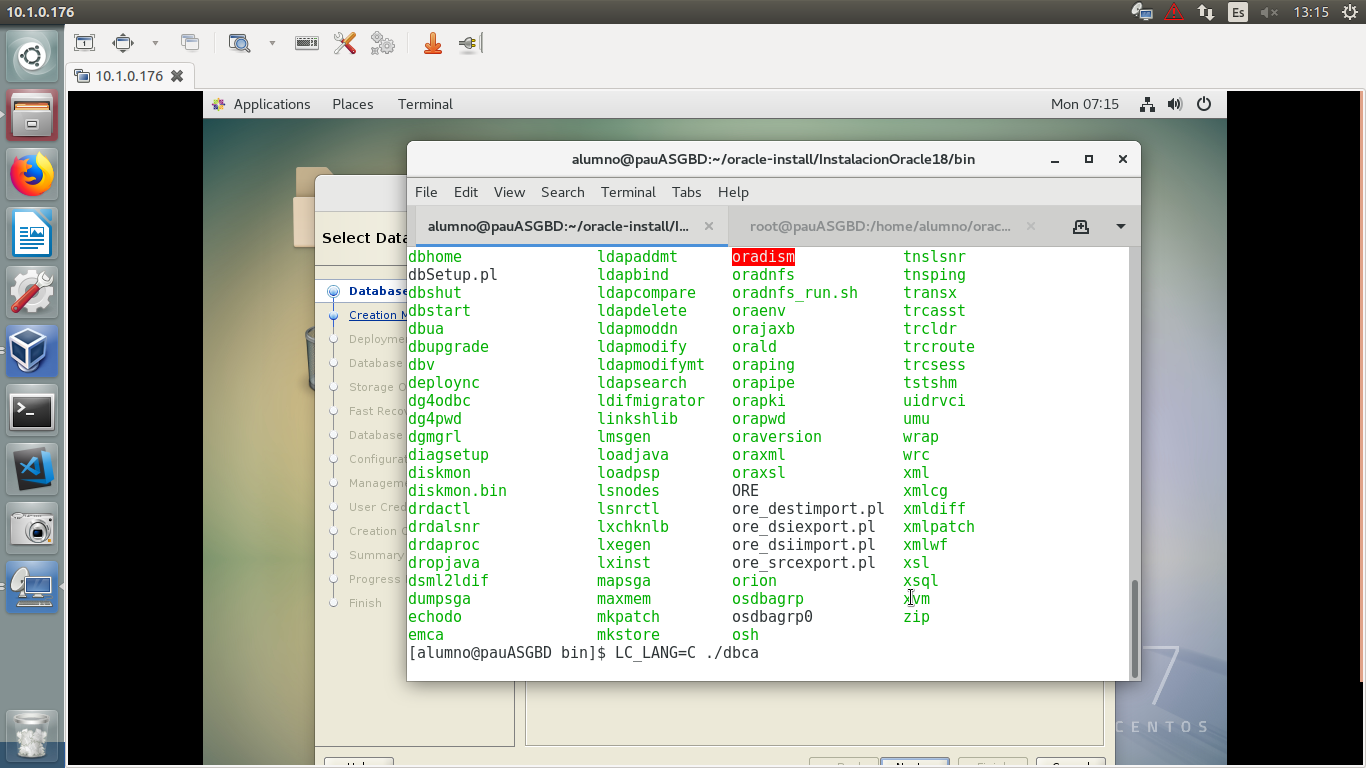 10.1.0.176
Es
13:15
10.1.0.176
Applications Places Terminal
Mon 07:15
alumno@pauASGBD:~/oracle-install/InstalacionOracle18/bin
File Edit View Search Terminal Tabs Help
alumno@pauASGBD:~/oracle-install/I...
root@pauASGBD:/home/alumno/orac...
Select Data
Database
Creation M
Deployme
Database
Storage O
Fast Reco
Database
Configura
Manageme
User Cred
Creation O
Summary
Progress
Finish
dbhome ldapaddmt oradism tnslsnr
dbSetup.pl ldapbind oradnfs tnsping
dbshut ldapcompare oradnfs_run.sh transx
dbstart ldapdelete oraenv trcasst
dbua ldapmoddn orajaxb trcldr
dbupgrade ldapmodify orald trcroute
dbv ldapmodifymt oraping trcsess
deploync ldapsearch orapipe tstshm
dg4odbc ldifmigrator orapki uidrvci
dg4pwd linkshlib orapwd umu
dgmgrl lmsgen oraversion wrap
diagsetup loadjava oraxml wrc
diskmon loadpsp oraxsl xml
diskmon.bin lsnodes ORE xmlcg
drdactl lsnrctl ore_destimport.pl xmldiff
drdalsnr lxchknlb ore_dsiexport.pl xmlpatch
drdaproc lxegen ore_dsiimport.pl xmlwf
dropjava lxinst ore_srcexport.pl xsl
dsml2ldif mapsga orion xsql
dumpsga maxmem osdbagrp xvm
echodo mkpatch osdbagrp0 zip
emca mkstore osh
[alumno@pauASGBD bin]$ LC_LANG=C ./dbca
7
CENTOS